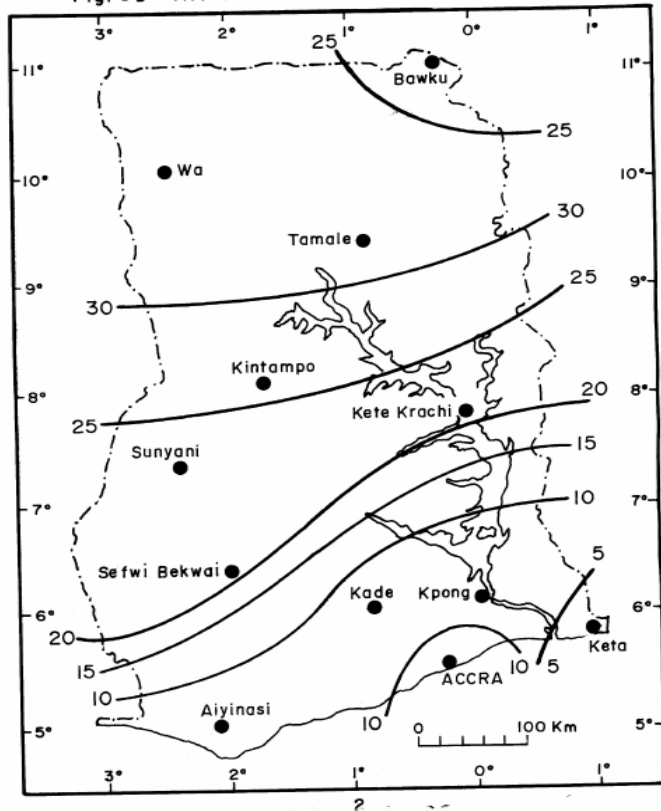 3° 2° 1° 0° 1°
25
11° Bawku 11°
25
10° Wa 10°
30
Tamale
9° 25 9°
30
Kintampo
8° 20 8°
25 Kete Krachi
15
Sunyani
7° 10 7°
Sefwi Bekwai 5
Kade Kpong
6° 6°
20 Keta
15 10 5
10 ACCRA
Aiyinasi 10
5° 0 100 Km 5°
3° 2° 1° 0° 1°
2